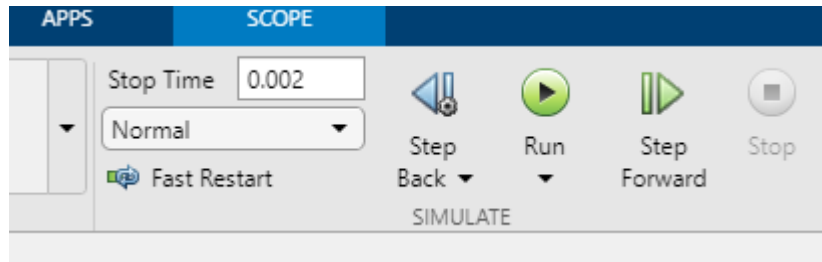 APPS SCOPE
Stop Time 0.002
Normal
Fast Restart
Step Back
Run
Step Forward
Stop
SIMULATE